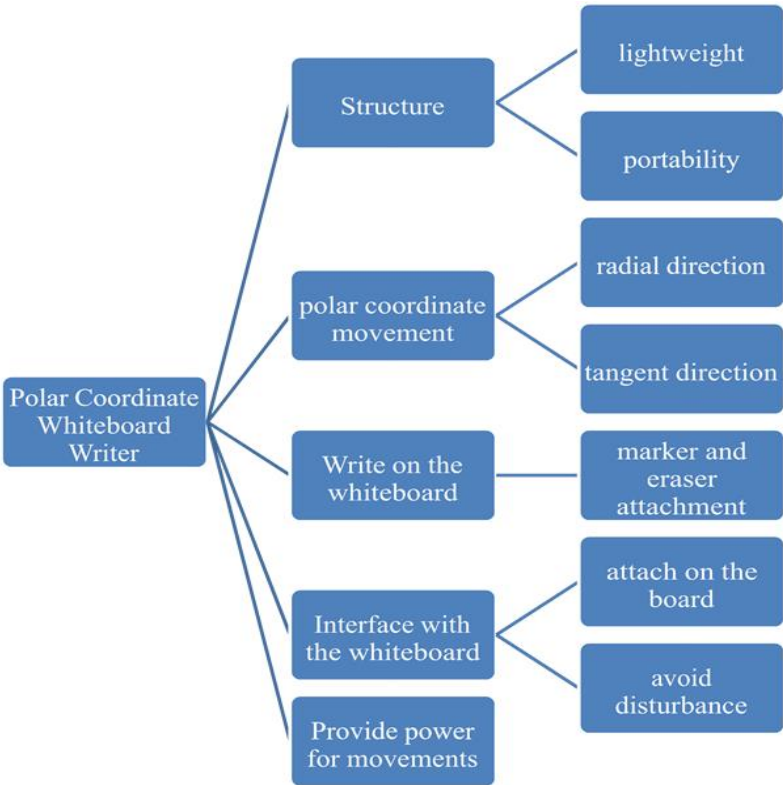 Polar Coordinate
Whiteboard
Writer
Structure
lightweight
portability
polar coordinate
movement
radial direction
tangent direction
Write on the
whiteboard
marker and
eraser
attachment
Interface with
the whiteboard
attach on the
board
avoid
disturbance
Provide power
for movements